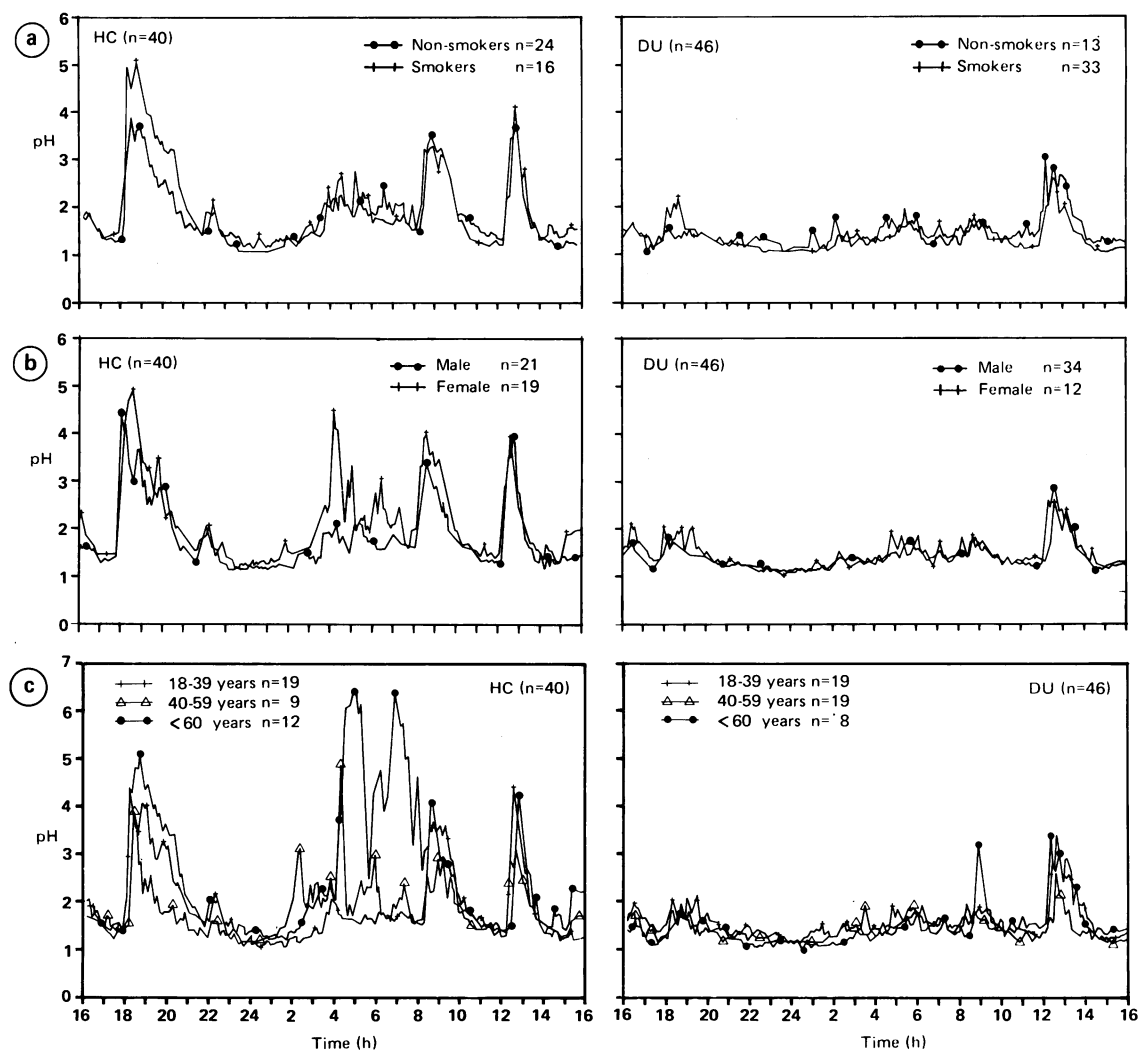 a
HC (n=40)
Non-smokers n=24
Smokers n=16
DU (n=46)
Non-smokers n=13
Smokers n=33
6
5
4
3
2
1
0
pH
b
HC (n=40)
Male n=21
Female n=19
DU (n=46)
Male n=34
Female n=12
6
5
4
3
2
1
0
pH
c
18-39 years n=19
40-59 years n= 9
<60 years n=12
HC (n=40)
18-39 years n=19
40-59 years n=19
<60 years n= 8
DU (n=46)
7
6
5
4
3
2
1
0
pH
16 18 20 22 24 2 4 6 8 10 12 14 16
Time (h)
16 18 20 22 24 2 4 6 8 10 12 14 16
Time (h)